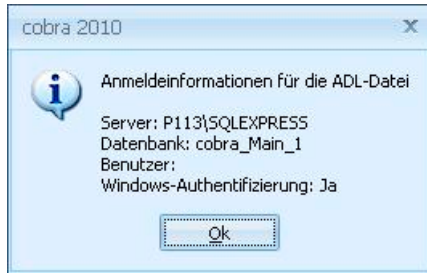 cobra 2010
Anmeldeinformationen für die ADL-Datei
Server: P113\SQLEXPRESS
Datenbank: cobra_Main_1
Benutzer:
Windows-Authentifizierung: Ja
Ok